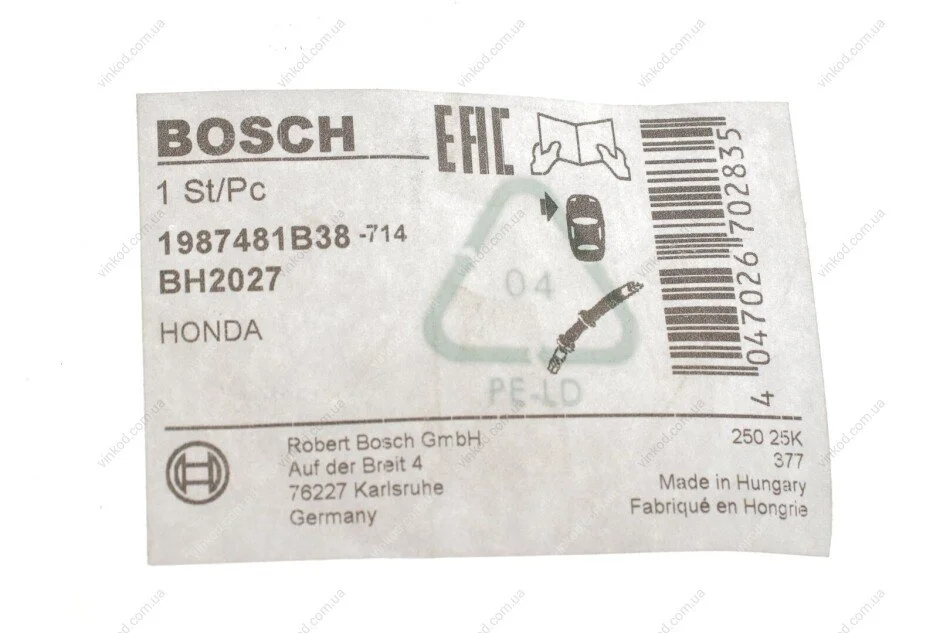 BOSCH
EAC
1 St/Pc
1987481B38 -714
BH2027
HONDA
04
PE-LD
4 047026 702835
Robert Bosch GmbH
Auf der Breit 4
76227 Karlsruhe
Germany
250 25K
377
Made in Hungary
Fabriqué en Hongrie
vinkod.com.ua